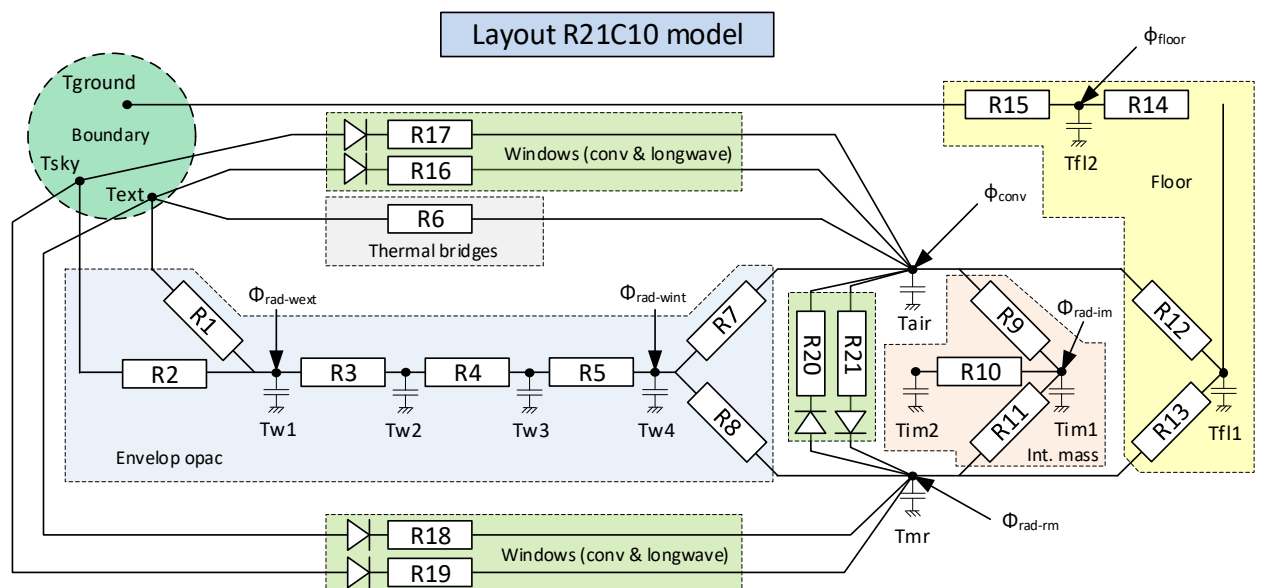 Layout R21C10 model
Φfloor
Tground
R15
R14
Boundary
R17
Windows (conv & longwave)
R16
Tsky
Tfl2
Floor
Text
Φconv
R6
Thermal bridges
Φrad-wext
Φrad-wint
R1
R7
Tair
R9
Φrad-im
R12
R20
R21
R2
R3
R4
R5
R10
Tw1
Tw2
Tw3
Tw4
R8
Tim2
R11
Tim1
R13
Tfl1
Envelop opac
Int. mass
Φrad-rm
Tmr
R18
Windows (conv & longwave)
R19